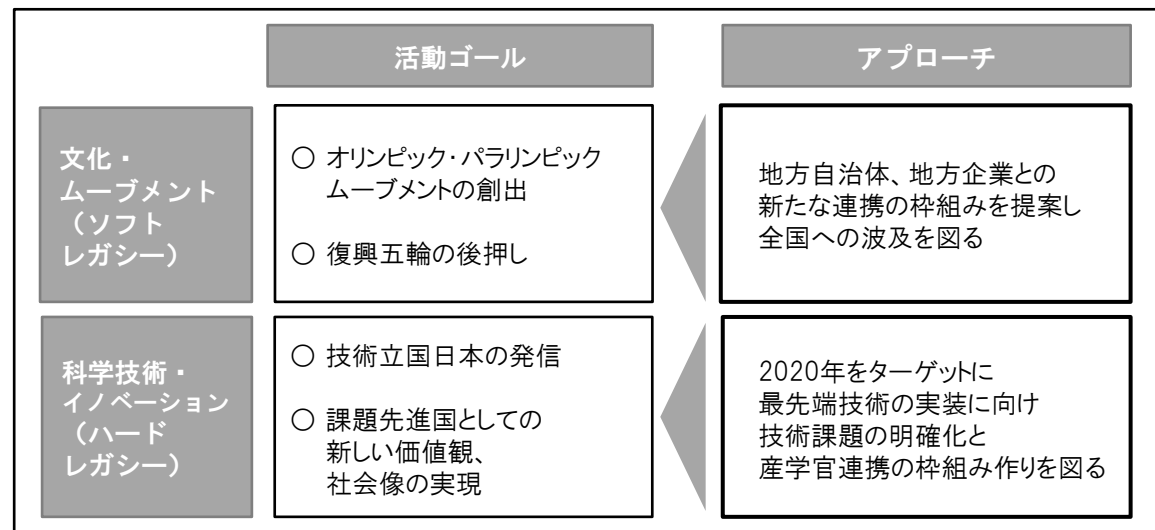 活動ゴール
アプローチ
文化・
ムーブメント
（ソフト
レガシー）
○ オリンピック・パラリンピック
ムーブメントの創出
○ 復興五輪の後押し
地方自治体、地方企業との
新たな連携の枠組みを提案し
全国への波及を図る
科学技術・
イノベーション
（ハード
レガシー）
○ 技術立国日本の発信
○ 課題先進国としての
新しい価値観、
社会像の実現
2020年をターゲットに
最先端技術の実装に向け
技術課題の明確化と
産学官連携の枠組み作りを図る